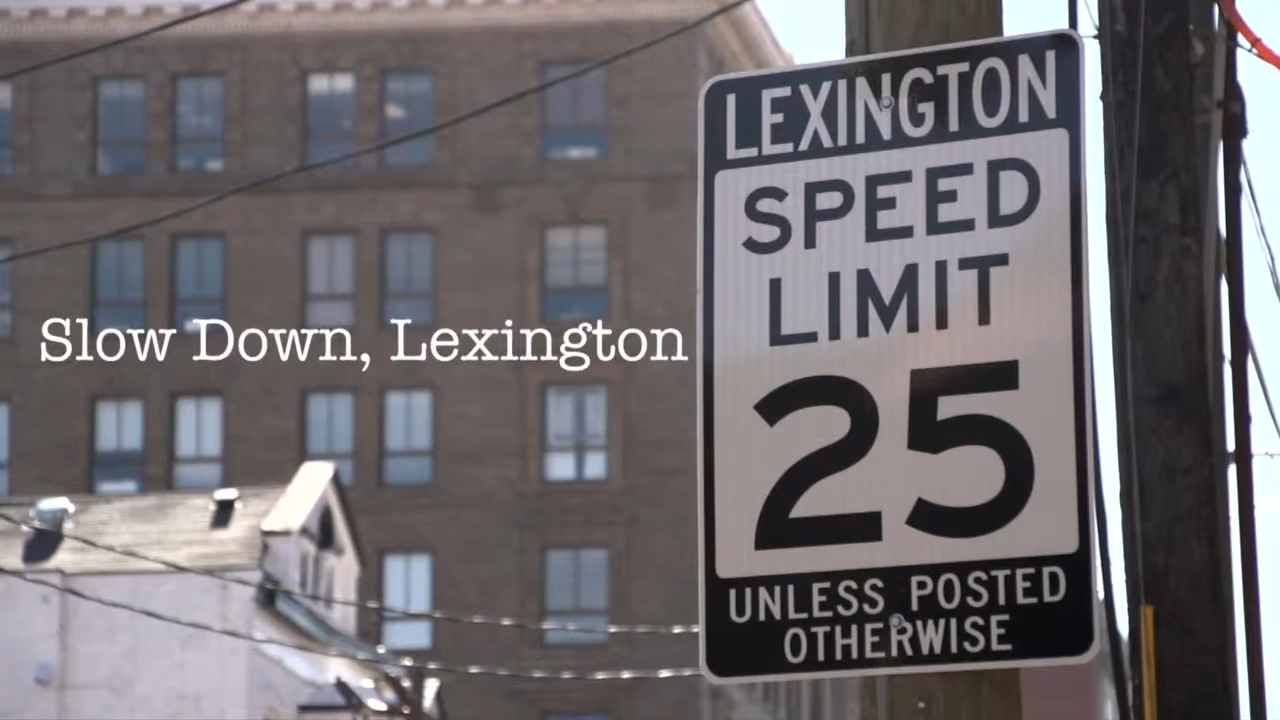 Slow Down, Lexington
LEXINGTON
SPEED
LIMIT
25
UNLESS POSTED
OTHERWISE